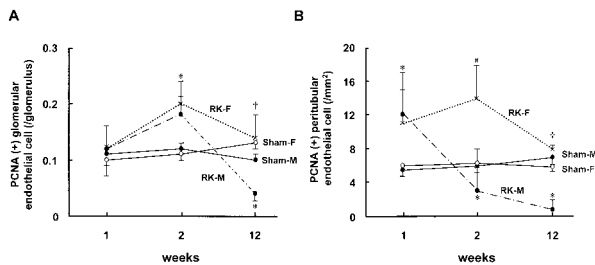 A
PCNA (+) glomerular
endothelial cell (/glomerulus)
0.3
0.2
0.1
0
*
†
RK-F
Sham-F
Sham-M
RK-M
*
1 2 12
weeks
B
PCNA (+) peritubular
endothelial cell (/mm²)
20
16
12
8
4
0
*
#
RK-F
†
Sham-M
Sham-F
RK-M
*
*
1 2 12
weeks